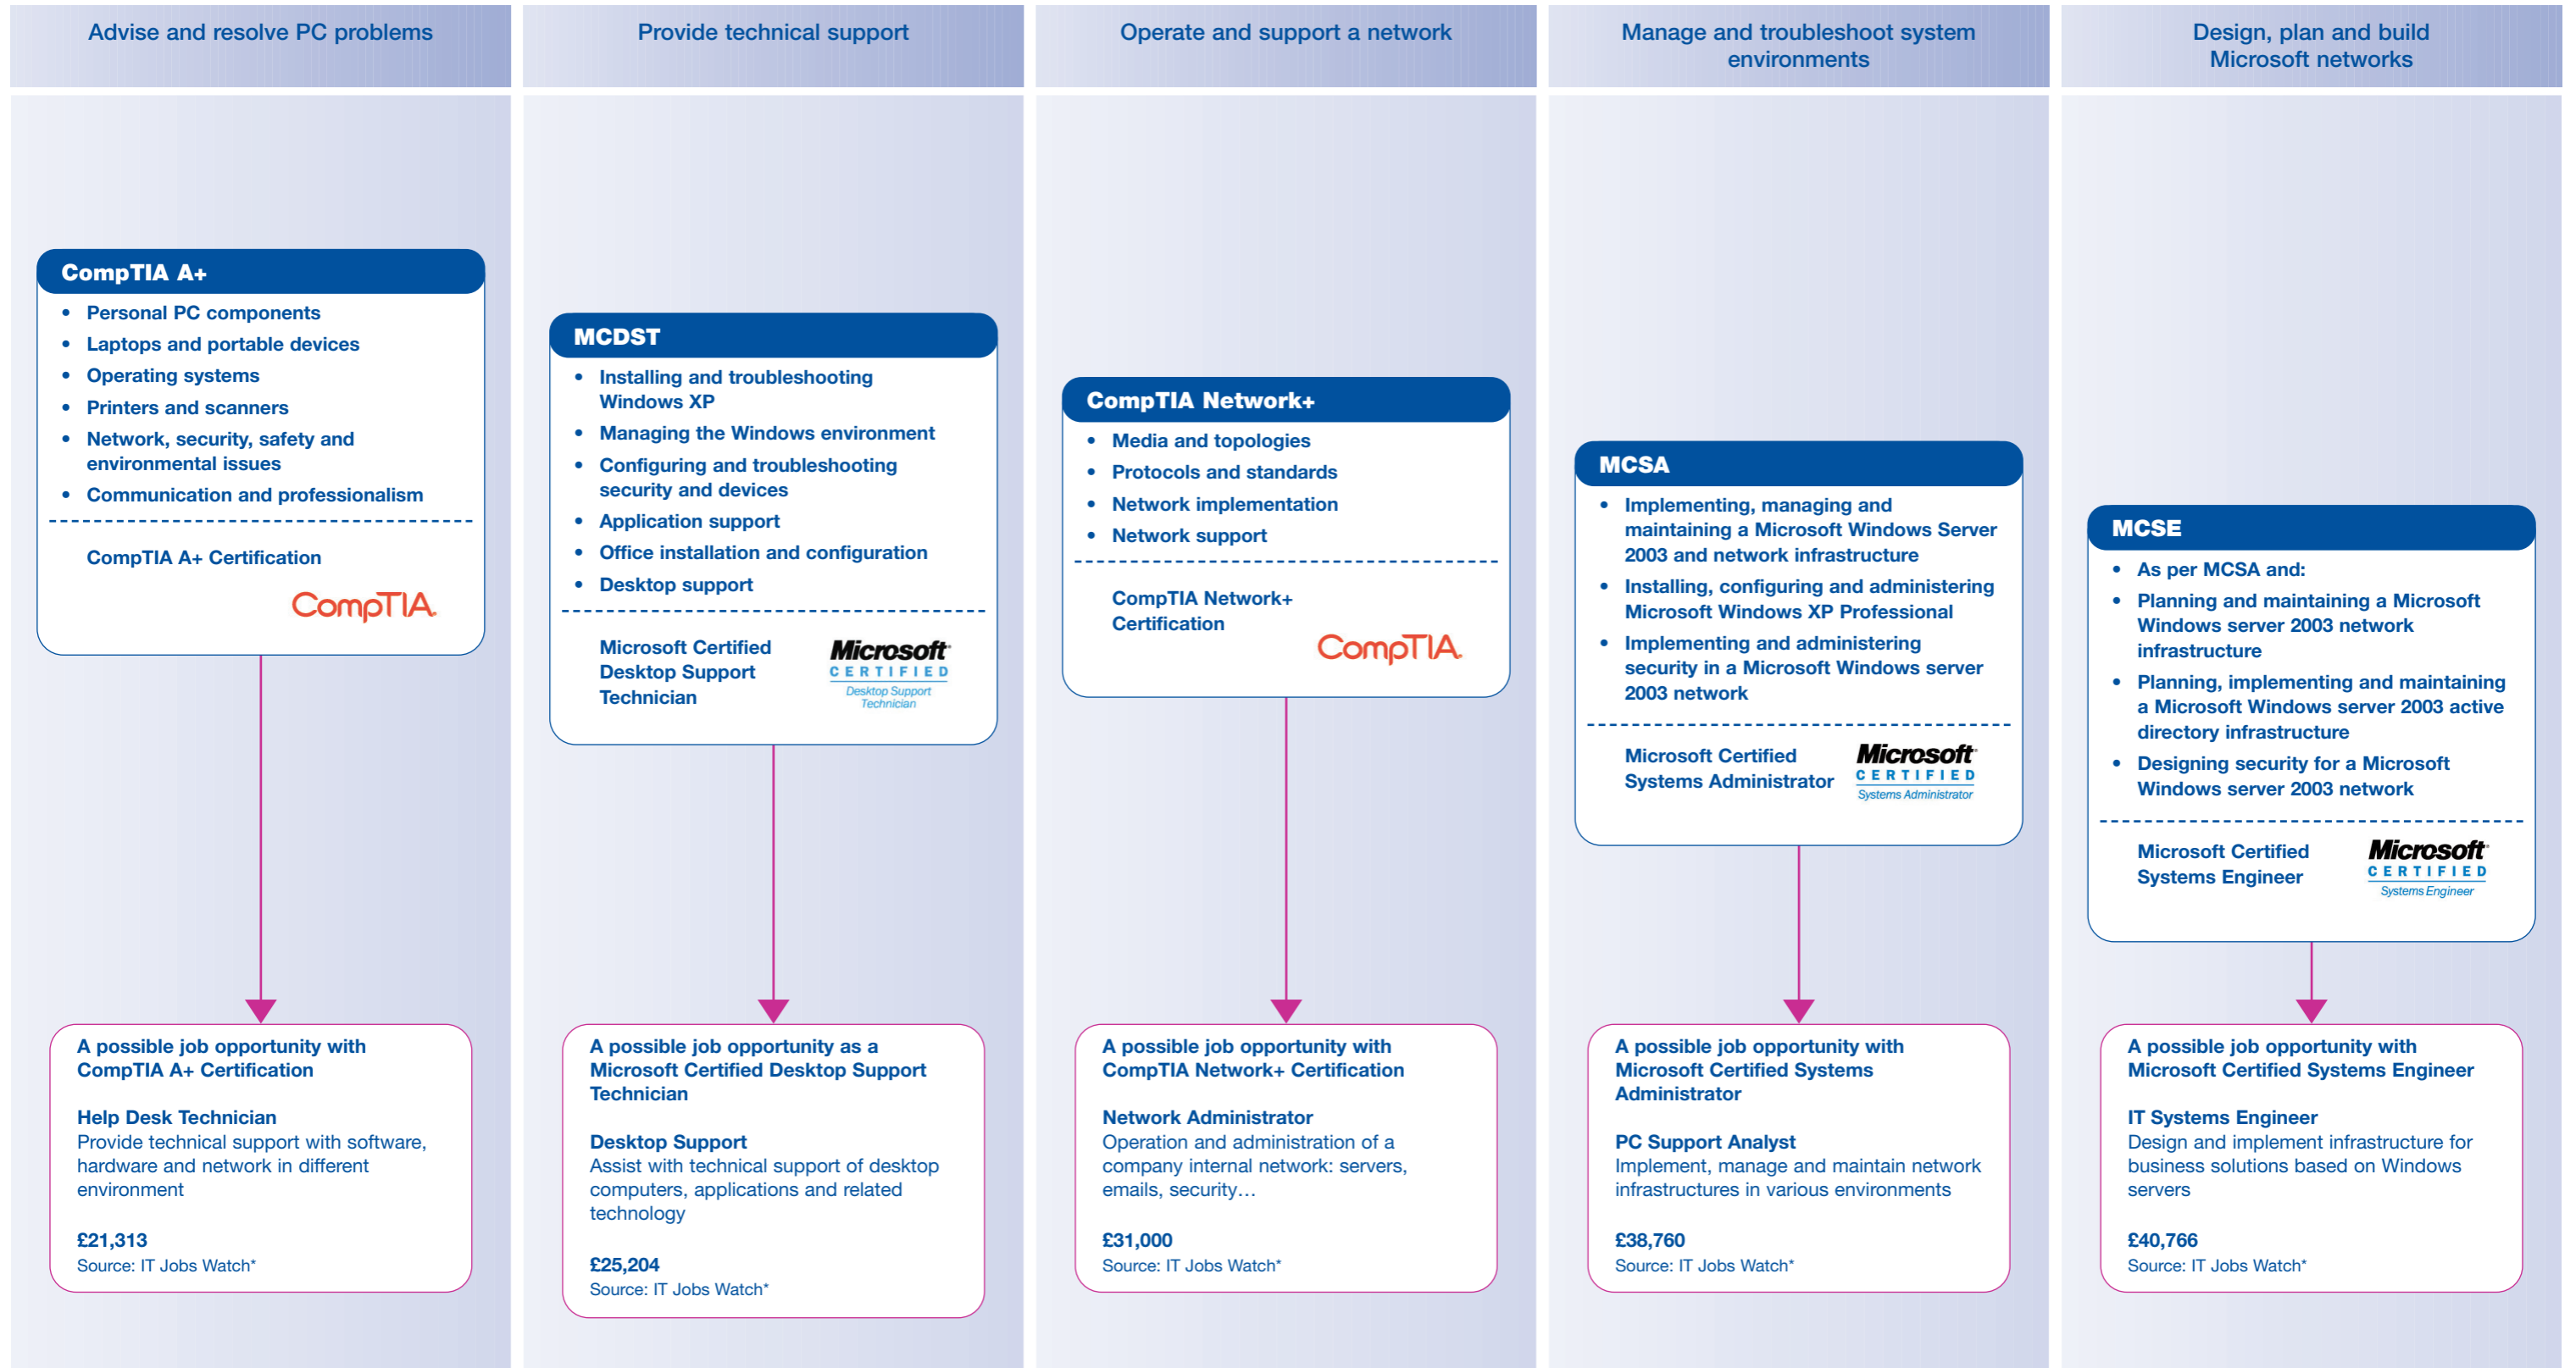 Advise and resolve PC problems
CompTIA A+
• Personal PC components
• Laptops and portable devices
• Operating systems
• Printers and scanners
• Network, security, safety and
environmental issues
• Communication and professionalism
CompTIA A+ Certification
CompTIA.
A possible job opportunity with
CompTIA A+ Certification
Help Desk Technician
Provide technical support with software,
hardware and network in different
environment
£21,313
Source: IT Jobs Watch*
Provide technical support
MCDST
• Installing and troubleshooting
Windows XP
• Managing the Windows environment
• Configuring and troubleshooting
security and devices
• Application support
• Office installation and configuration
• Desktop support
Microsoft Certified
Desktop Support
Technician
Microsoft®
CERTIFIED
Desktop Support
Technician
A possible job opportunity as a
Microsoft Certified Desktop Support
Technician
Desktop Support
Assist with technical support of desktop
computers, applications and related
technology
£25,204
Source: IT Jobs Watch*
Operate and support a network
CompTIA Network+
• Media and topologies
• Protocols and standards
• Network implementation
• Network support
CompTIA Network+
Certification
CompTIA.
A possible job opportunity with
CompTIA Network+ Certification
Network Administrator
Operation and administration of a
company internal network: servers,
emails, security…
£31,000
Source: IT Jobs Watch*
Manage and troubleshoot system
environments
MCSA
• Implementing, managing and
maintaining a Microsoft Windows Server
2003 and network infrastructure
• Installing, configuring and administering
Microsoft Windows XP Professional
• Implementing and administering
security in a Microsoft Windows server
2003 network
Microsoft Certified
Systems Administrator
Microsoft®
CERTIFIED
Systems Administrator
A possible job opportunity with
Microsoft Certified Systems
Administrator
PC Support Analyst
Implement, manage and maintain network
infrastructures in various environments
£38,760
Source: IT Jobs Watch*
Design, plan and build
Microsoft networks
MCSE
• As per MCSA and:
• Planning and maintaining a Microsoft
Windows server 2003 network
infrastructure
• Planning, implementing and maintaining
a Microsoft Windows server 2003 active
directory infrastructure
• Designing security for a Microsoft
Windows server 2003 network
Microsoft Certified
Systems Engineer
Microsoft®
CERTIFIED
Systems Engineer
A possible job opportunity with
Microsoft Certified Systems Engineer
IT Systems Engineer
Design and implement infrastructure for
business solutions based on Windows
servers
£40,766
Source: IT Jobs Watch*